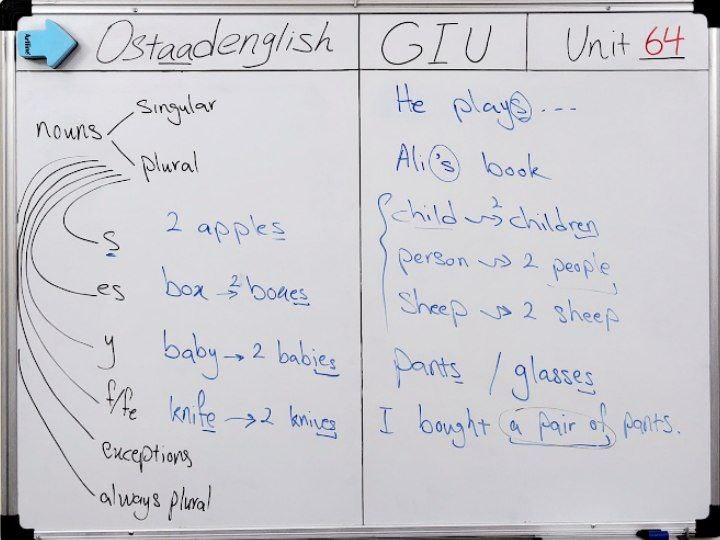 Ostaadenglish
GIU
Unit 64
nouns
singular
plural
s
2 apples
es
box → 2 boxes
y
baby → 2 babies
f/fe
knife → 2 knives
exceptions
always plural
He plays ...
Ali's book
child → 2 children
person → 2 people
Sheep → 2 sheep
pants / glasses
I bought a pair of pants.